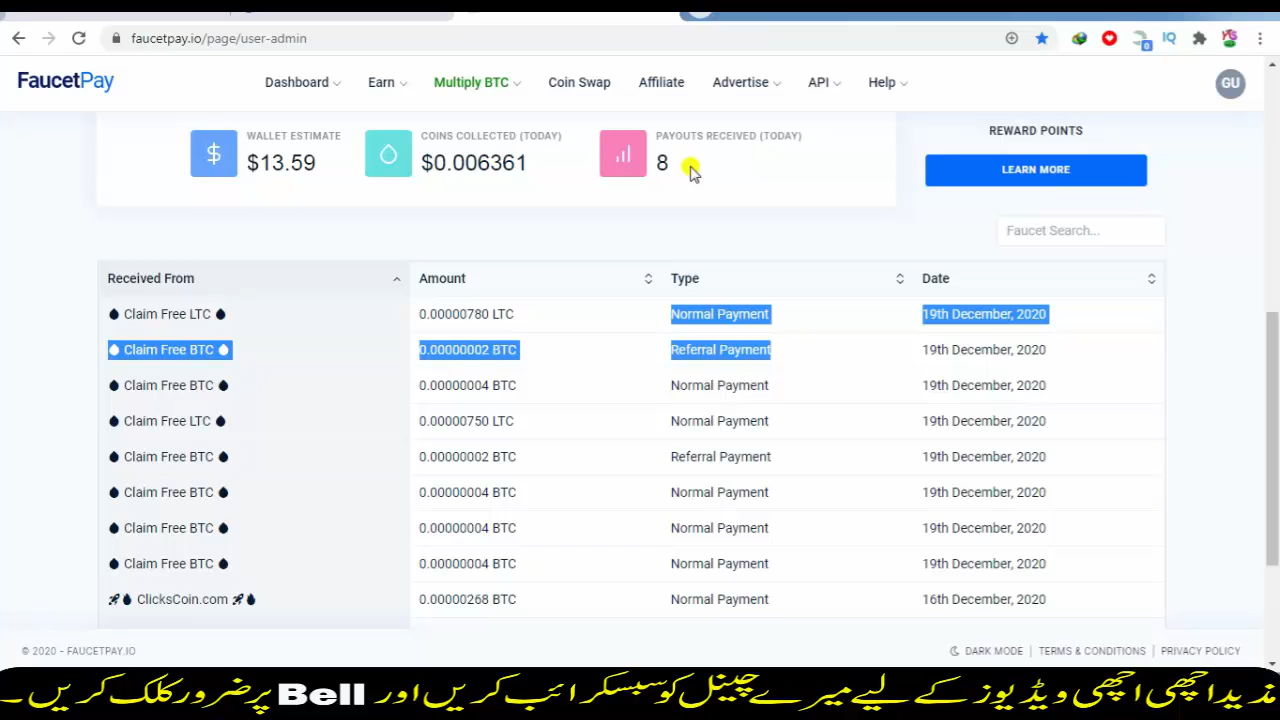 faucetpay.io/page/user-admin
0
IQ
FaucetPay
Dashboard Earn Multiply BTC Coin Swap Affiliate Advertise API Help GU
WALLET ESTIMATE
$13.59
COINS COLLECTED (TODAY)
$0.006361
PAYOUTS RECEIVED (TODAY)
8
REWARD POINTS
LEARN MORE
Faucet Search...
Received From Amount Type Date
Claim Free LTC 0.00000780 LTC Normal Payment 19th December, 2020
Claim Free BTC 0.00000002 BTC Referral Payment 19th December, 2020
Claim Free BTC 0.00000004 BTC Normal Payment 19th December, 2020
Claim Free LTC 0.00000750 LTC Normal Payment 19th December, 2020
Claim Free BTC 0.00000002 BTC Referral Payment 19th December, 2020
Claim Free BTC 0.00000004 BTC Normal Payment 19th December, 2020
Claim Free BTC 0.00000004 BTC Normal Payment 19th December, 2020
Claim Free BTC 0.00000004 BTC Normal Payment 19th December, 2020
ClicksCoin.com 0.00000268 BTC Normal Payment 16th December, 2020
© 2020 - FAUCETPAY.IO DARK MODE | TERMS & CONDITIONS | PRIVACY POLICY
مذیداچھی اچھی ویڈیوز کے لیے میرے چینل کو سبسکرائب کریں اور Bell پر ضرور کلک کریں۔